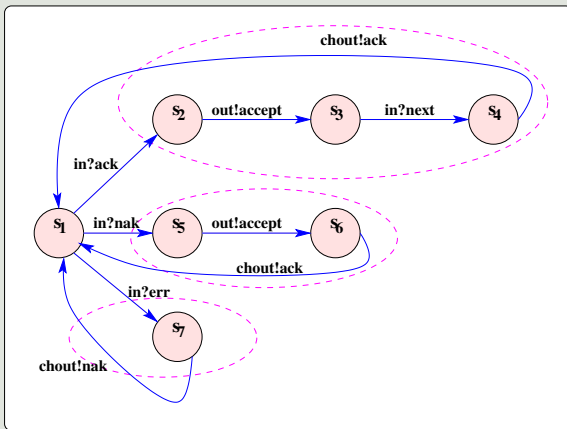 chout!ack
S2
out!accept
S3
in?next
S4
in?ack
S1
in?nak
S5
out!accept
S6
chout!ack
in?err
S7
chout!nak